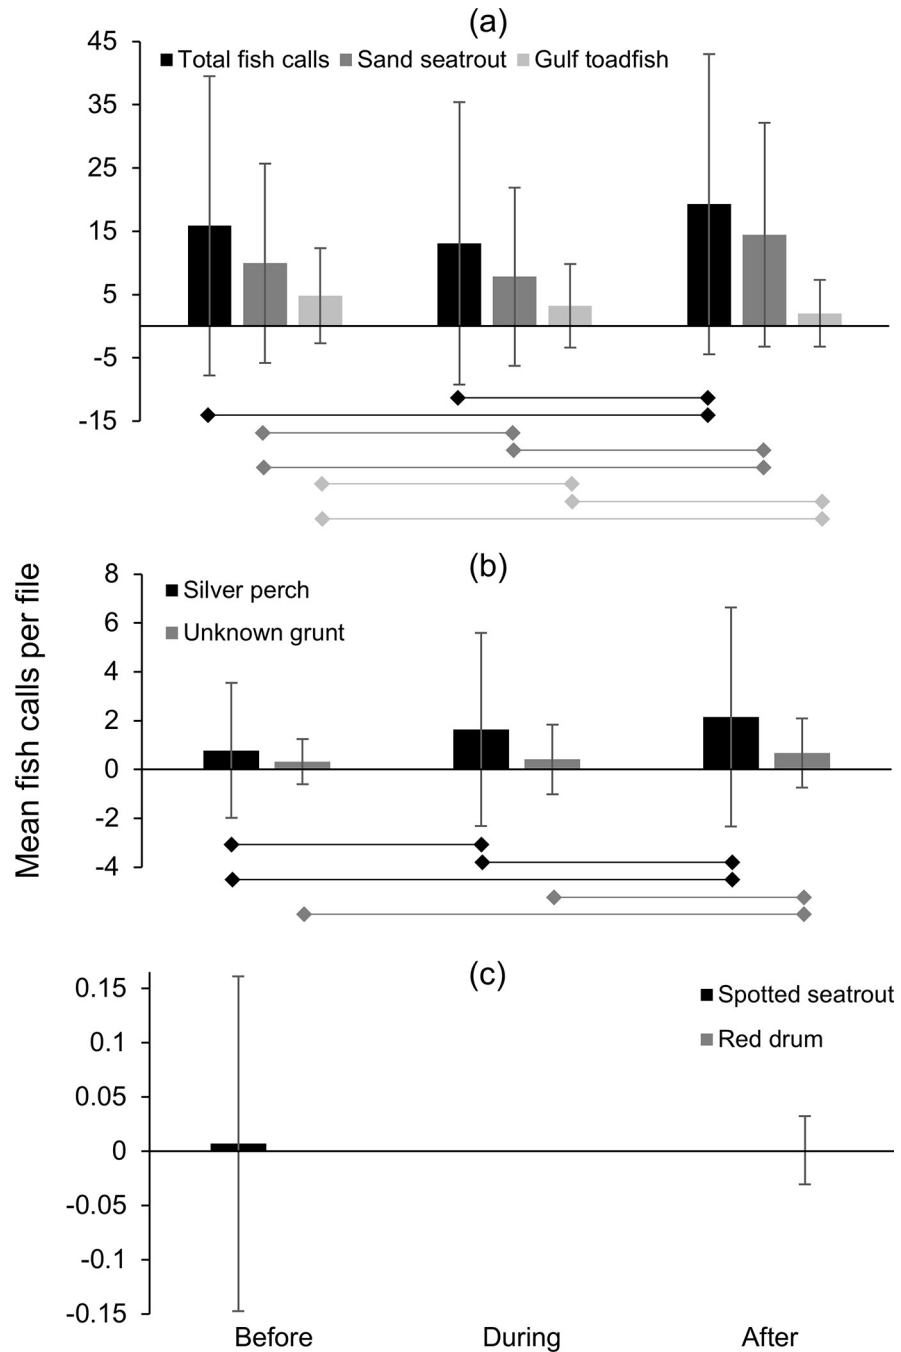 (a)
Total fish calls Sand seatrout Gulf toadfish
45
35
25
15
5
-5
-15
Mean fish calls per file
(b)
Silver perch
Unknown grunt
8
6
4
2
0
-2
-4
(c)
Spotted seatrout
Red drum
0.15
0.1
0.05
0
-0.05
-0.1
-0.15
Before During After